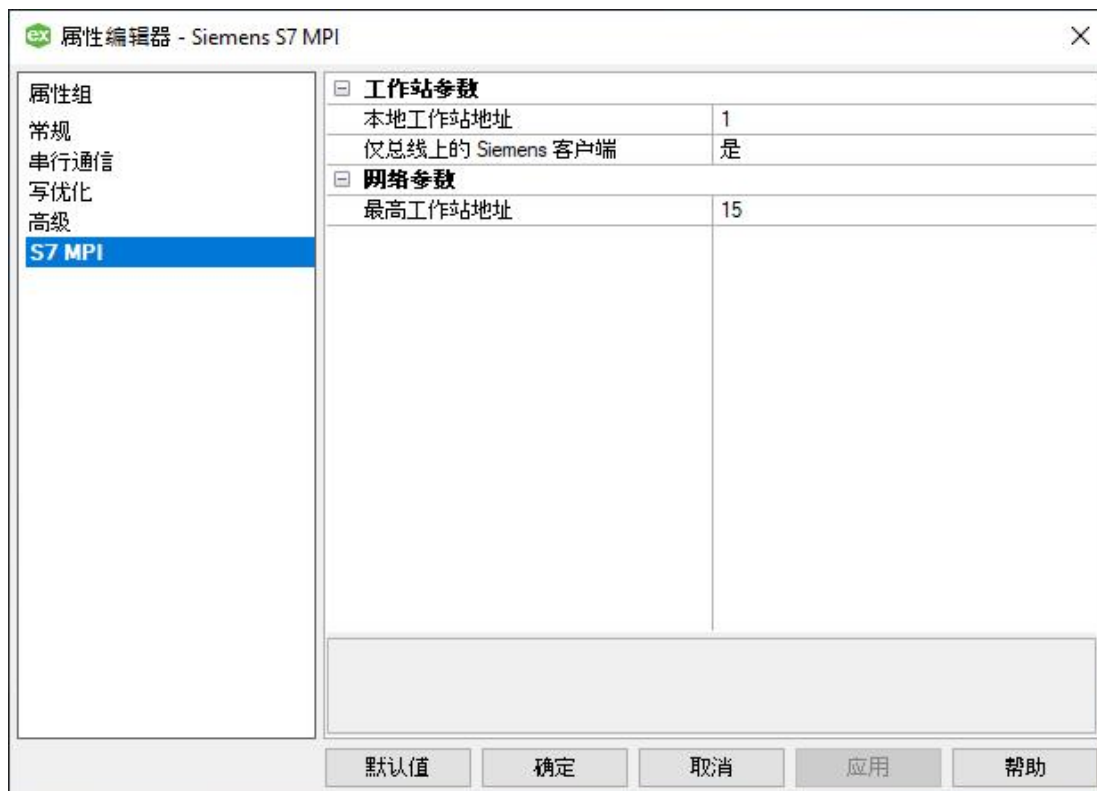 ex 属性编辑器 - Siemens S7 MPI
属性组
常规
串行通信
写优化
高级
S7 MPI
工作站参数
本地工作站地址 1
仅总线上的 Siemens 客户端 是
网络参数
最高工作站地址 15
默认值 确定 取消 应用 帮助